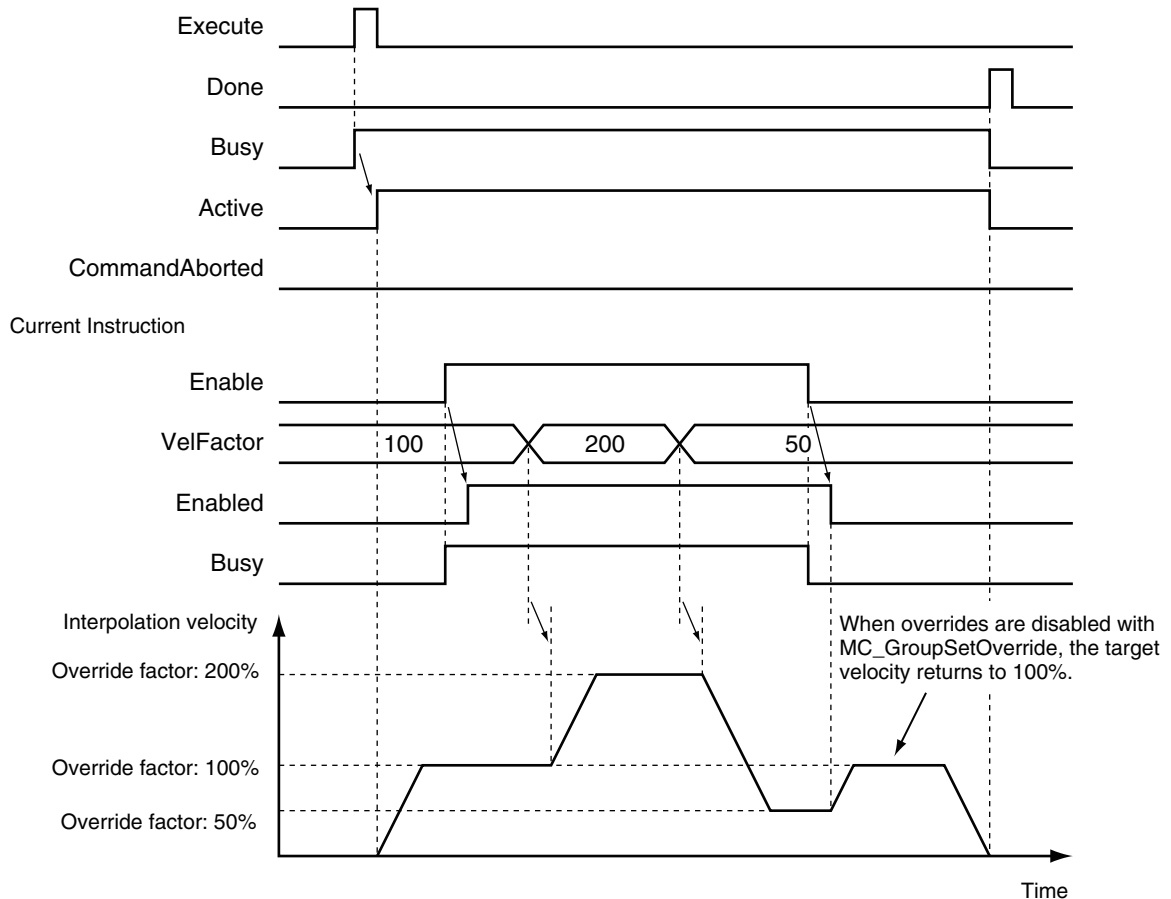 Execute
Done
Busy
Active
CommandAborted
Current Instruction
Enable
VelFactor
100
200
50
Enabled
Busy
Interpolation velocity
When overrides are disabled with
MC_GroupSetOverride, the target
velocity returns to 100%.
Override factor: 200%
Override factor: 100%
Override factor: 50%
Time